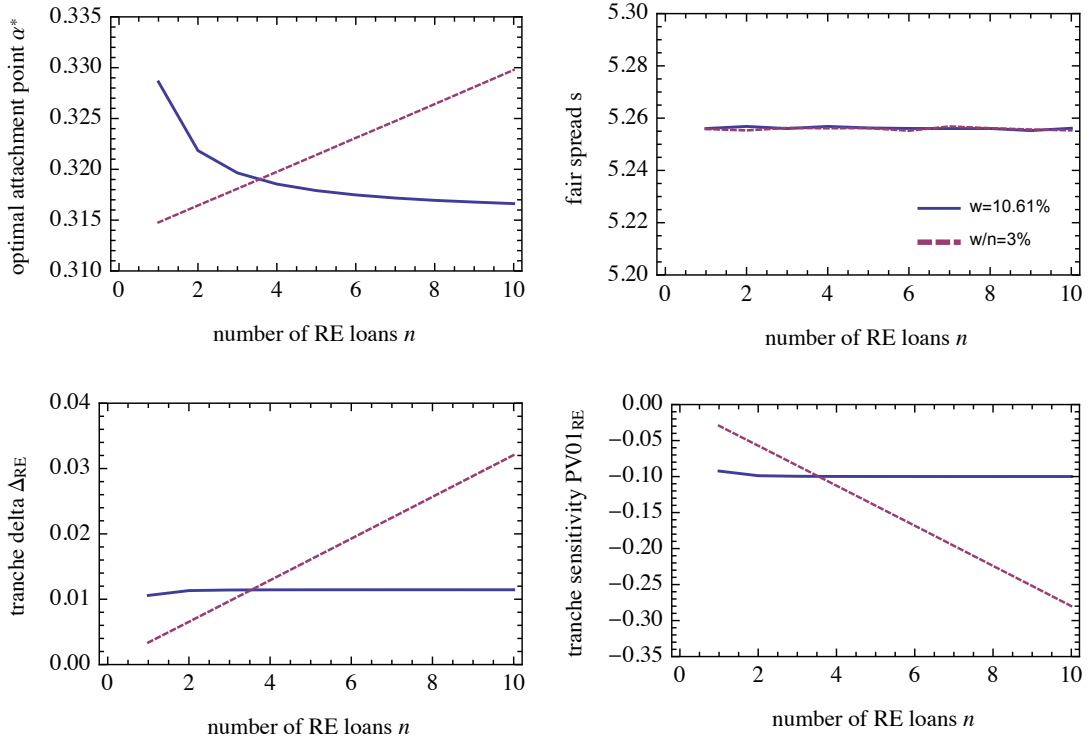 optimal attachment point α*
0.335
0.330
0.325
0.320
0.315
0.310
0 2 4 6 8 10
number of RE loans n
fair spread s
5.30
5.28
5.26
5.24
5.22
5.20
w=10.61%
w/n=3%
0 2 4 6 8 10
number of RE loans n
tranche delta ΔRE
0.04
0.03
0.02
0.01
0.00
0 2 4 6 8 10
number of RE loans n
tranche sensitivity PV01RE
0.00
−0.05
−0.10
−0.15
−0.20
−0.25
−0.30
−0.35
0 2 4 6 8 10
number of RE loans n